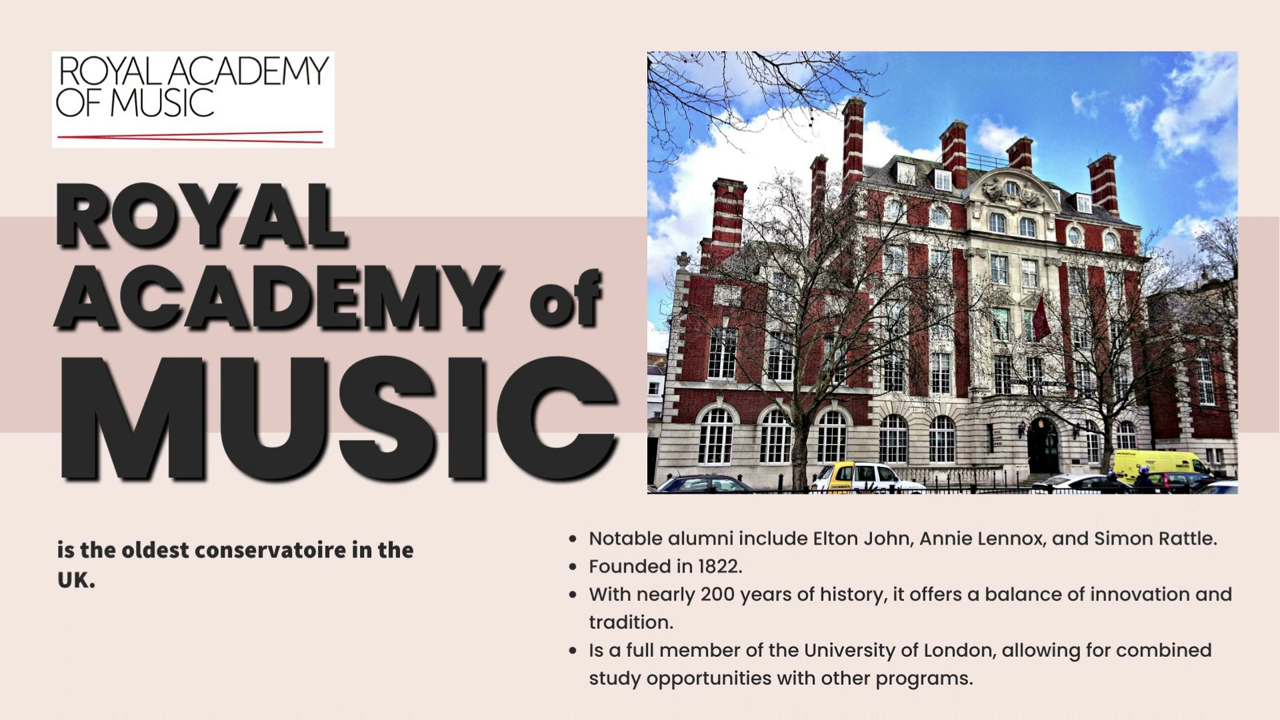 ROYAL ACADEMY
OF MUSIC
ROYAL
ACADEMY of
MUSIC
is the oldest conservatoire in the
UK.
• Notable alumni include Elton John, Annie Lennox, and Simon Rattle.
• Founded in 1822.
• With nearly 200 years of history, it offers a balance of innovation and
tradition.
• Is a full member of the University of London, allowing for combined
study opportunities with other programs.